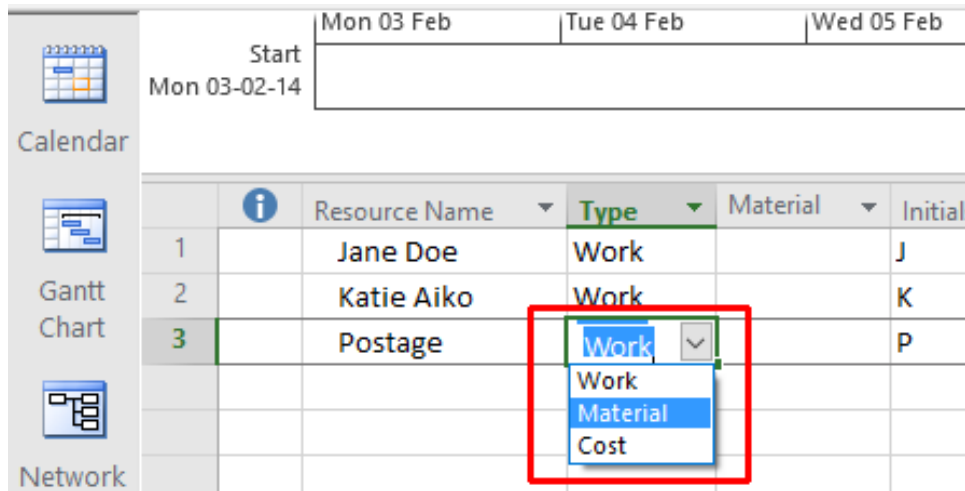 Mon 03 Feb Tue 04 Feb Wed 05 Feb
Start
Mon 03-02-14
Calendar
Resource Name Type Material Initial
1 Jane Doe Work J
Gantt
Chart
2 Katie Aiko Work K
3 Postage Work P
Work
Material
Cost
Network